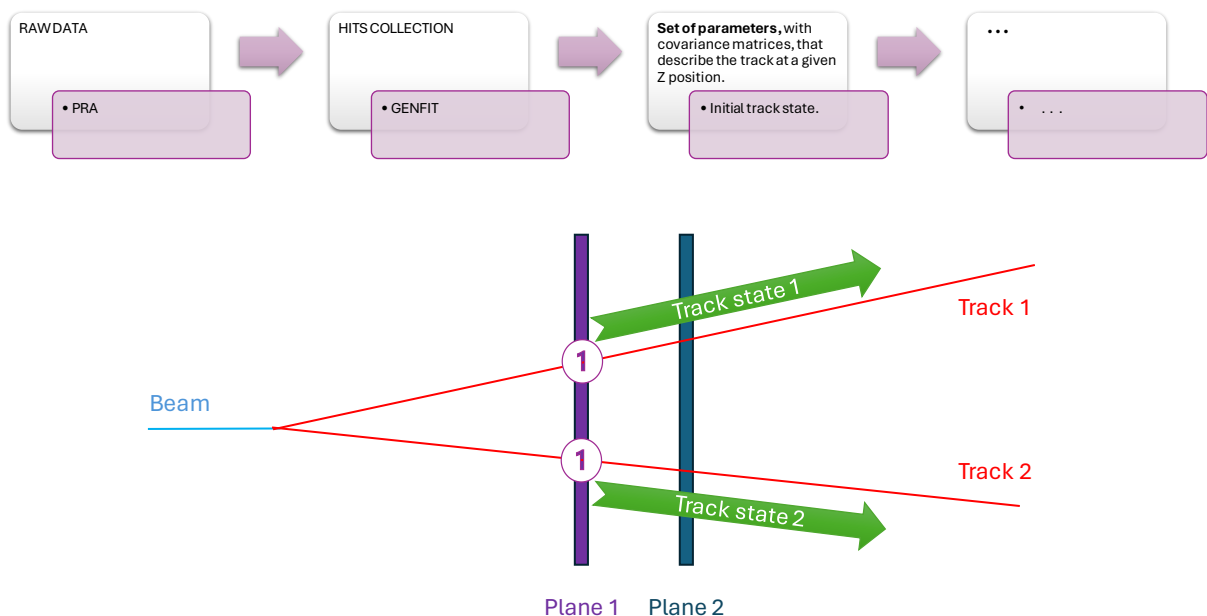 RAW DATA
• PRA
HITS COLLECTION
• GENFIT
Set of parameters, with
covariance matrices, that
describe the track at a given
Z position.
• Initial track state.
...
• . . .
Track state 1
Track 1
1
Beam
1
Track 2
Track state 2
Plane 1
Plane 2